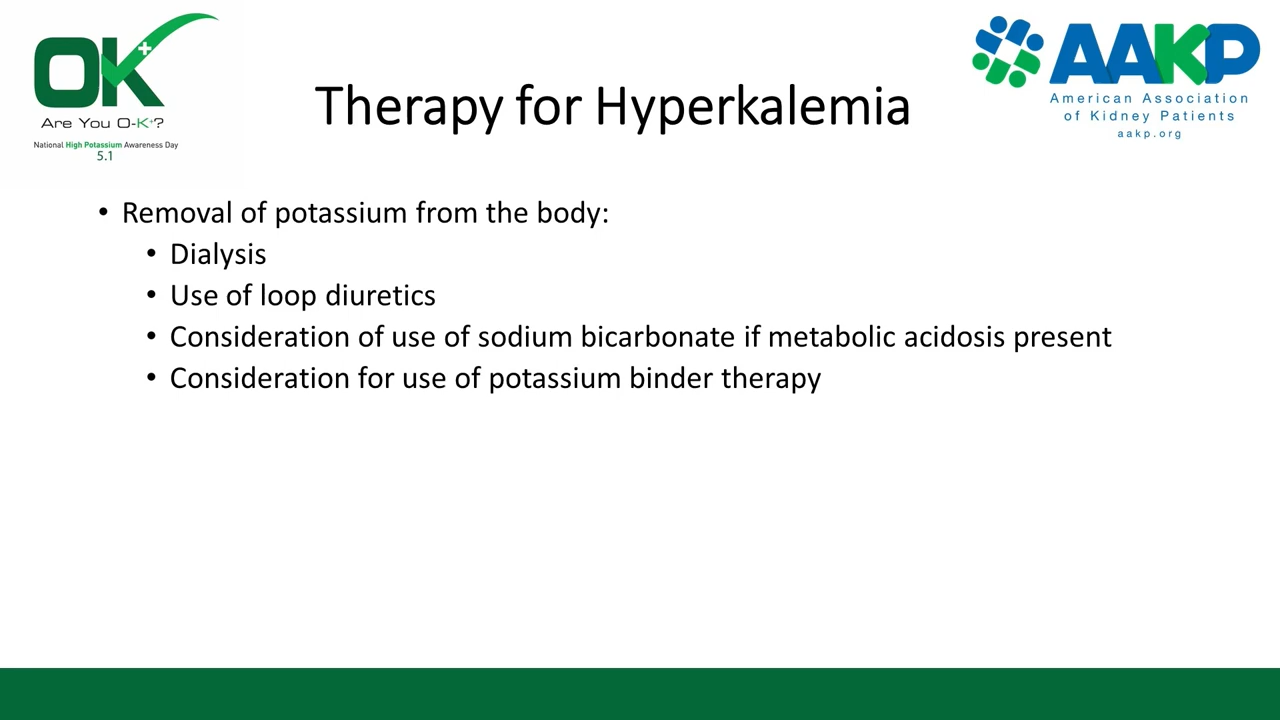 OK+
Are You O-K+?
National High Potassium Awareness Day
5.1
AAKP
American Association
of Kidney Patients
aakp.org
Therapy for Hyperkalemia
• Removal of potassium from the body:
• Dialysis
• Use of loop diuretics
• Consideration of use of sodium bicarbonate if metabolic acidosis present
• Consideration for use of potassium binder therapy